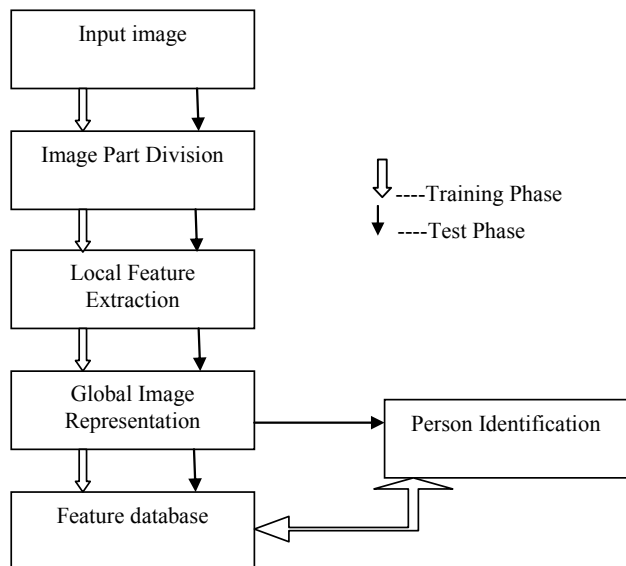 Input image
Image Part Division
----Training Phase
----Test Phase
Local Feature
Extraction
Global Image
Representation
Person Identification
Feature database